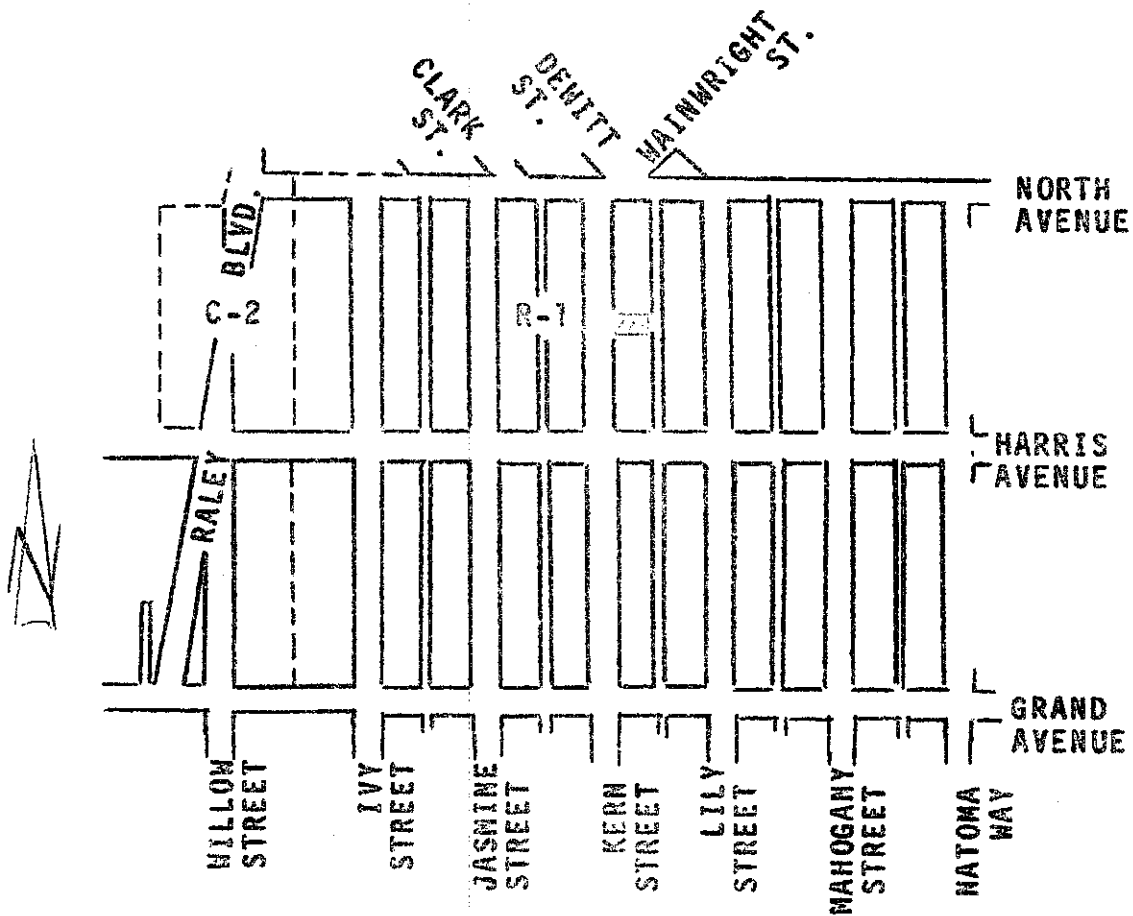 CLARK
ST.
DEWITT
ST.
WAINWRIGHT
ST.
NORTH
AVENUE
BLVD.
C-2
R-1
HARRIS
AVENUE
RALEY
N
GRAND
AVENUE
WILLOW
STREET
IVY
STREET
JASMINE
STREET
KERN
STREET
LILY
STREET
MAHOGANY
STREET
NATOMA
WAY